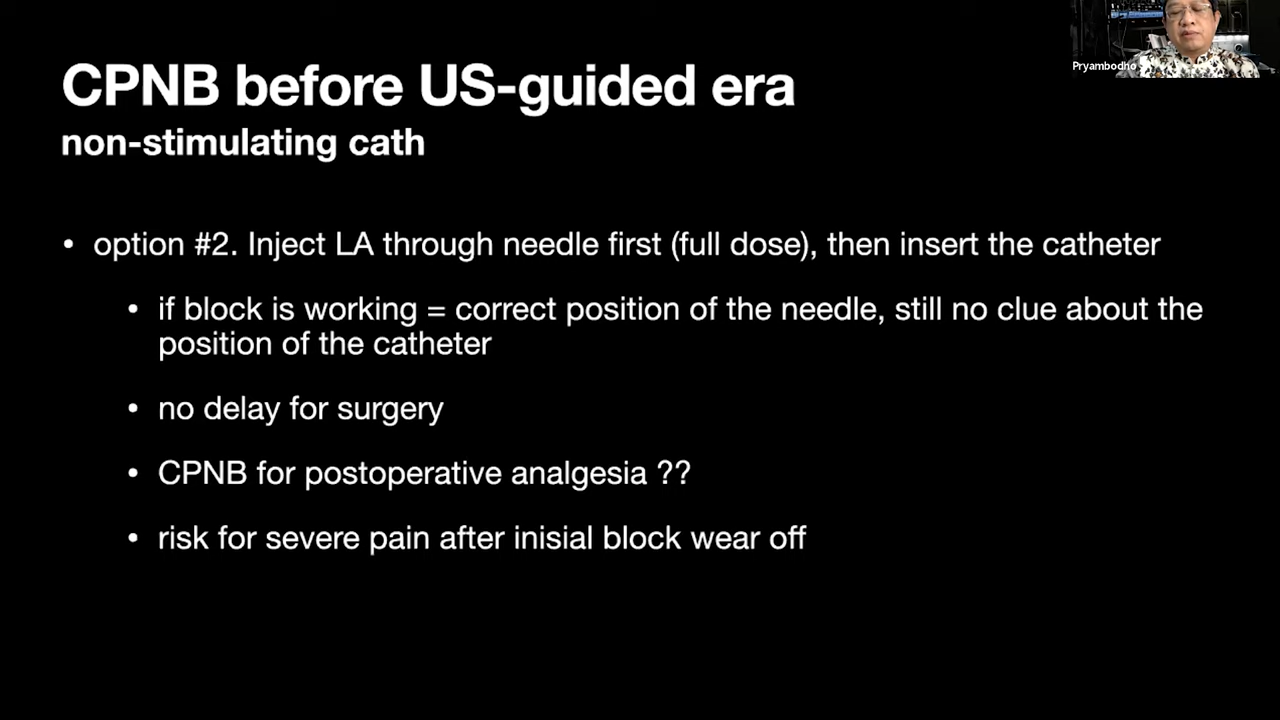 CPNB before US-guided era
non-stimulating cath
Pryambodho
• option #2. Inject LA through needle first (full dose), then insert the catheter
• if block is working = correct position of the needle, still no clue about the
position of the catheter
• no delay for surgery
• CPNB for postoperative analgesia ??
• risk for severe pain after inisial block wear off